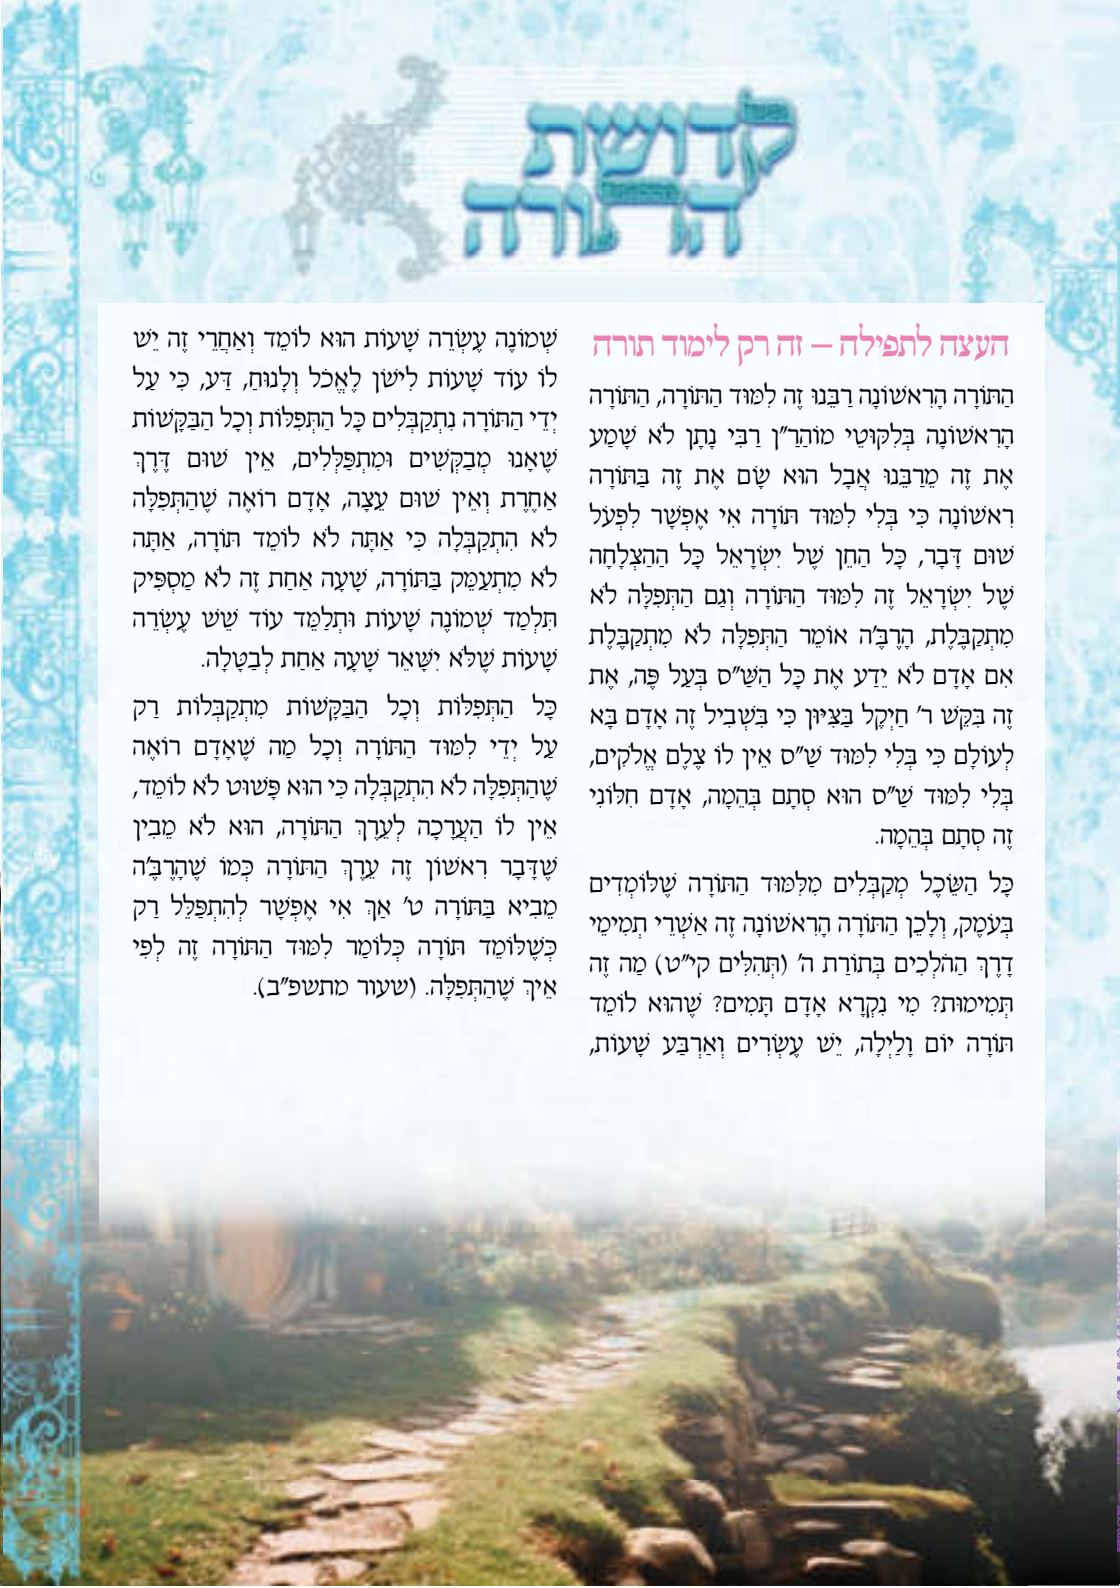 קדושת
התורה
העצה לתפילה – זה רק לימוד תורה
הַתּוֹרָה הָרִאשׁוֹנָה רַבֵּנוּ זֶה לִמּוּד הַתּוֹרָה, הַתּוֹרָה
הָרִאשׁוֹנָה בְּלִקּוּטֵי מוֹהַרַ"ן רַבִּי נָתָן לֹא שָׁמַע
אֶת זֶה מֵרַבֵּנוּ אֲבָל הוּא שָׂם אֶת זֶה בַּתּוֹרָה
רִאשׁוֹנָה כִּי בְּלִי לִמּוּד תּוֹרָה אִי אֶפְשָׁר לִפְעֹל
שׁוּם דָּבָר, כָּל הַחֵן שֶׁל יִשְׂרָאֵל כָּל הַהַצְלָחָה
שֶׁל יִשְׂרָאֵל זֶה לִמּוּד הַתּוֹרָה וְגַם הַתְּפִלָּה לֹא
מִתְקַבֶּלֶת, הָרֶבֶּ'ה אוֹמֵר הַתְּפִלָּה לֹא מִתְקַבֶּלֶת
אִם אָדָם לֹא יֵדַע אֶת כָּל הַשַּׁ"ס בְּעַל פֶּה, אֶת
זֶה בִּקֵּשׁ ר' חַיְקֶל בַּצִּיּוּן כִּי בִּשְׁבִיל זֶה אָדָם בָּא
לְעוֹלָם כִּי בְּלִי לִמּוּד שַׁ"ס אֵין לוֹ צֶלֶם אֱלֹקִים,
בְּלִי לִמּוּד שַׁ"ס הוּא סְתָם בְּהֵמָה, אָדָם חִלּוֹנִי
זֶה סְתָם בְּהֵמָה.
כָּל הַשֵּׂכֶל מְקַבְּלִים מִלִּמּוּד הַתּוֹרָה שֶׁלּוֹמְדִים
בְּעֹמֶק, וְלָכֵן הַתּוֹרָה הָרִאשׁוֹנָה זֶה אַשְׁרֵי תְמִימֵי
דָרֶךְ הַהֹלְכִים בְּתוֹרַת ה' (תְּהִלִּים קי"ט) מַה זֶה
תְּמִימוּת? מִי נִקְרָא אָדָם תָּמִים? שֶׁהוּא לוֹמֵד
תּוֹרָה יוֹם וָלַיְלָה, יֵשׁ עֶשְׂרִים וְאַרְבַּע שָׁעוֹת,
שְׁמוֹנֶה עֶשְׂרֵה שָׁעוֹת הוּא לוֹמֵד וְאַחֲרֵי זֶה יֵשׁ
לוֹ עוֹד שָׁעוֹת לִישֹׁן לֶאֱכֹל וְלָנוּחַ, דַּע, כִּי עַל
יְדֵי הַתּוֹרָה נִתְקַבְּלִים כָּל הַתְּפִלּוֹת וְכָל הַבַּקָּשׁוֹת
שֶׁאָנוּ מְבַקְּשִׁים וּמִתְפַּלְּלִים, אֵין שׁוּם דֶּרֶךְ
אַחֶרֶת וְאֵין שׁוּם עֵצָה, אָדָם רוֹאֶה שֶׁהַתְּפִלָּה
לֹא הִתְקַבְּלָה כִּי אַתָּה לֹא לוֹמֵד תּוֹרָה, אַתָּה
לֹא מִתְעַמֵּק בַּתּוֹרָה, שָׁעָה אַחַת זֶה לֹא מַסְפִּיק
תִּלְמַד שְׁמוֹנֶה שָׁעוֹת וּתְלַמֵּד עוֹד שֵׁשׁ עֶשְׂרֵה
שָׁעוֹת שֶׁלֹּא יִשָּׁאֵר שָׁעָה אַחַת לְבַטָּלָה.
כָּל הַתְּפִלּוֹת וְכָל הַבַּקָּשׁוֹת מִתְקַבְּלוֹת רַק
עַל יְדֵי לִמּוּד הַתּוֹרָה וְכָל מַה שֶׁאָדָם רוֹאֶה
שֶׁהַתְּפִלָּה לֹא הִתְקַבְּלָה כִּי הוּא פָּשׁוּט לֹא לוֹמֵד,
אֵין לוֹ הַעֲרָכָה לְעֵרֶךְ הַתּוֹרָה, הוּא לֹא מֵבִין
שֶׁדָּבָר רִאשׁוֹן זֶה עֵרֶךְ הַתּוֹרָה כְּמוֹ שֶׁהָרֶבֶּ'ה
מֵבִיא בַּתּוֹרָה ט' אַךְ אִי אֶפְשָׁר לְהִתְפַּלֵּל רַק
כְּשֶׁלּוֹמֵד תּוֹרָה כְּלוֹמַר לִמּוּד הַתּוֹרָה זֶה לְפִי
אֵיךְ שֶׁהַתְּפִלָּה. (שעור מתשפ"ב).